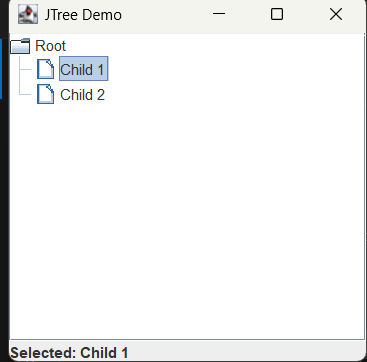 JTree Demo
Root
Child 1
Child 2
Selected: Child 1